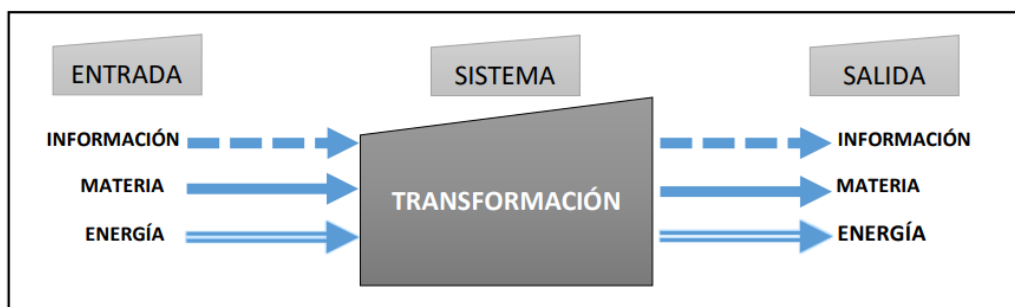 ENTRADA
SISTEMA
SALIDA
INFORMACIÓN
INFORMACIÓN
MATERIA
TRANSFORMACIÓN
MATERIA
ENERGÍA
ENERGÍA